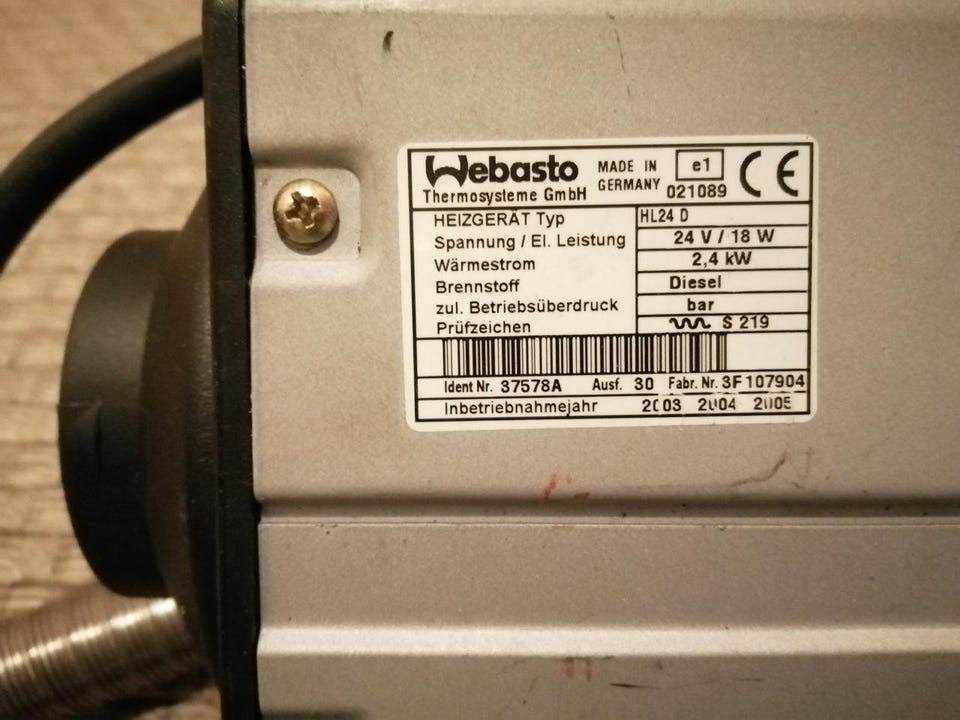 Webasto MADE IN e1 CE
Thermosysteme GmbH GERMANY 021089
HEIZGERÄT Typ HL24 D
Spannung / El. Leistung 24 V / 18 W
Wärmestrom 2,4 kW
Brennstoff Diesel
zul. Betriebsüberdruck bar
Prüfzeichen S 219
Ident Nr. 37578A Ausf. 30 Fabr. Nr. 3F107904
Inbetriebnahmejahr 2003 2004 2005